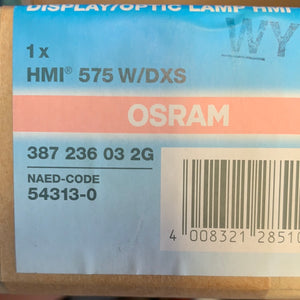 DISPLAY/OPTIC LAMP HMI
WY
1 x
HMI® 575 W/DXS
OSRAM
387 236 03 2G
NAED-CODE
54313-0
4 008321 28510